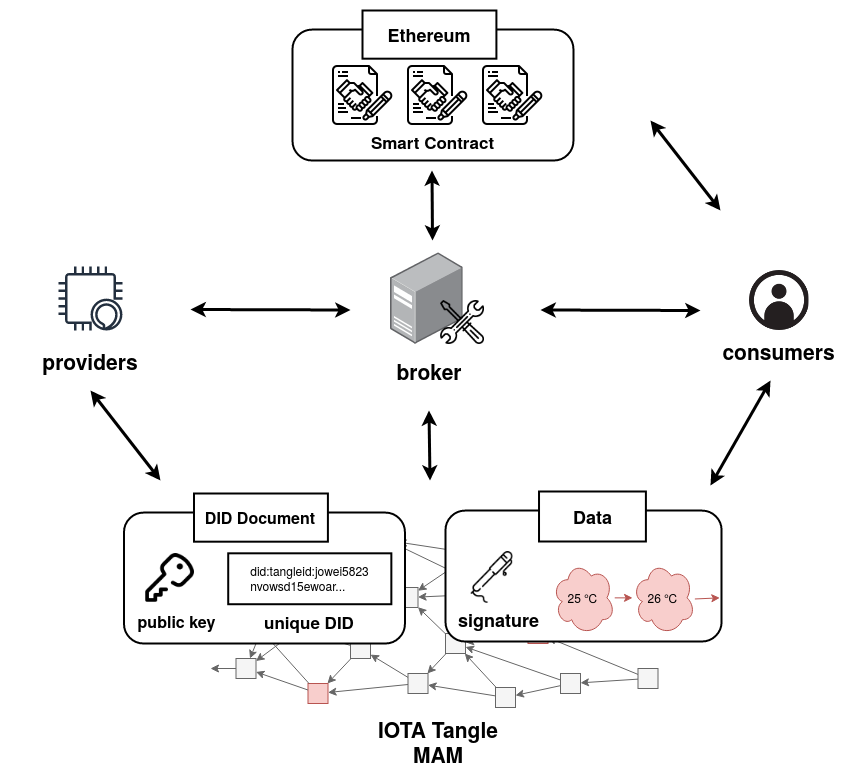 Ethereum
Smart Contract
providers
broker
consumers
DID Document
did:tangleid:jowei5823
nvowsd15ewoar...
public key
unique DID
Data
25 °C
26 °C
signature
IOTA Tangle
MAM